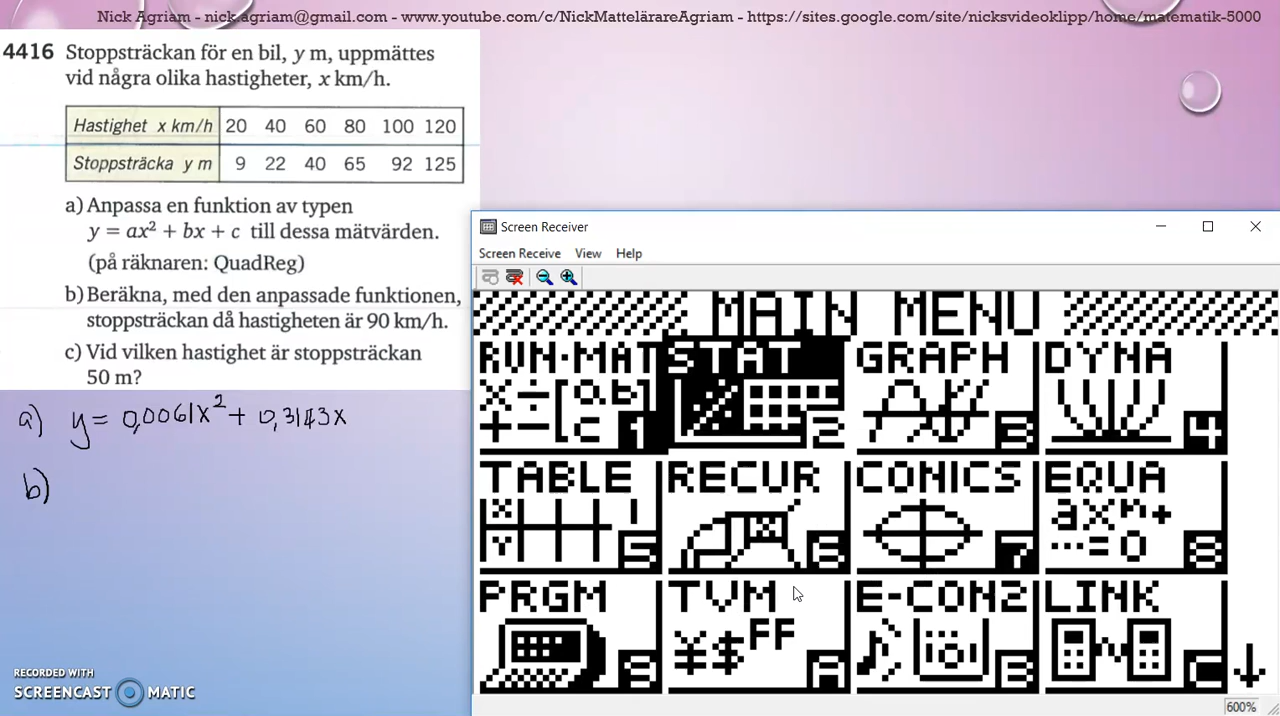 Nick Agriam - nick.agriam@gmail.com - www.youtube.com/c/NickMattelärareAgriam - https://sites.google.com/site/nicksvideoklipp/home/matematik-5000
4416 Stoppsträckan för en bil, y m, uppmättes
vid några olika hastigheter, x km/h.
Hastighet x km/h 20 40 60 80 100 120
Stoppsträcka y m 9 22 40 65 92 125
a) Anpassa en funktion av typen
y = ax² + bx + c till dessa mätvärden.
(på räknaren: QuadReg)
b) Beräkna, med den anpassade funktionen,
stoppsträckan då hastigheten är 90 km/h.
c) Vid vilken hastighet är stoppsträckan
50 m?
a) y = 0,0061x² + 0,3143x
b)
Screen Receiver
Screen Receive View Help
MAIN MENU
RUN·MAT STAT GRAPH DYNA
x÷[ab] 
+−[c 1 2 3 4
TABLE RECUR CONICS EQUA
X Y 5 6 7 aXⁿ+ ···=0 8
PRGM TVM E-CON2 LINK
9 ¥$FF A B C
600%
RECORDED WITH
SCREENCAST MATIC